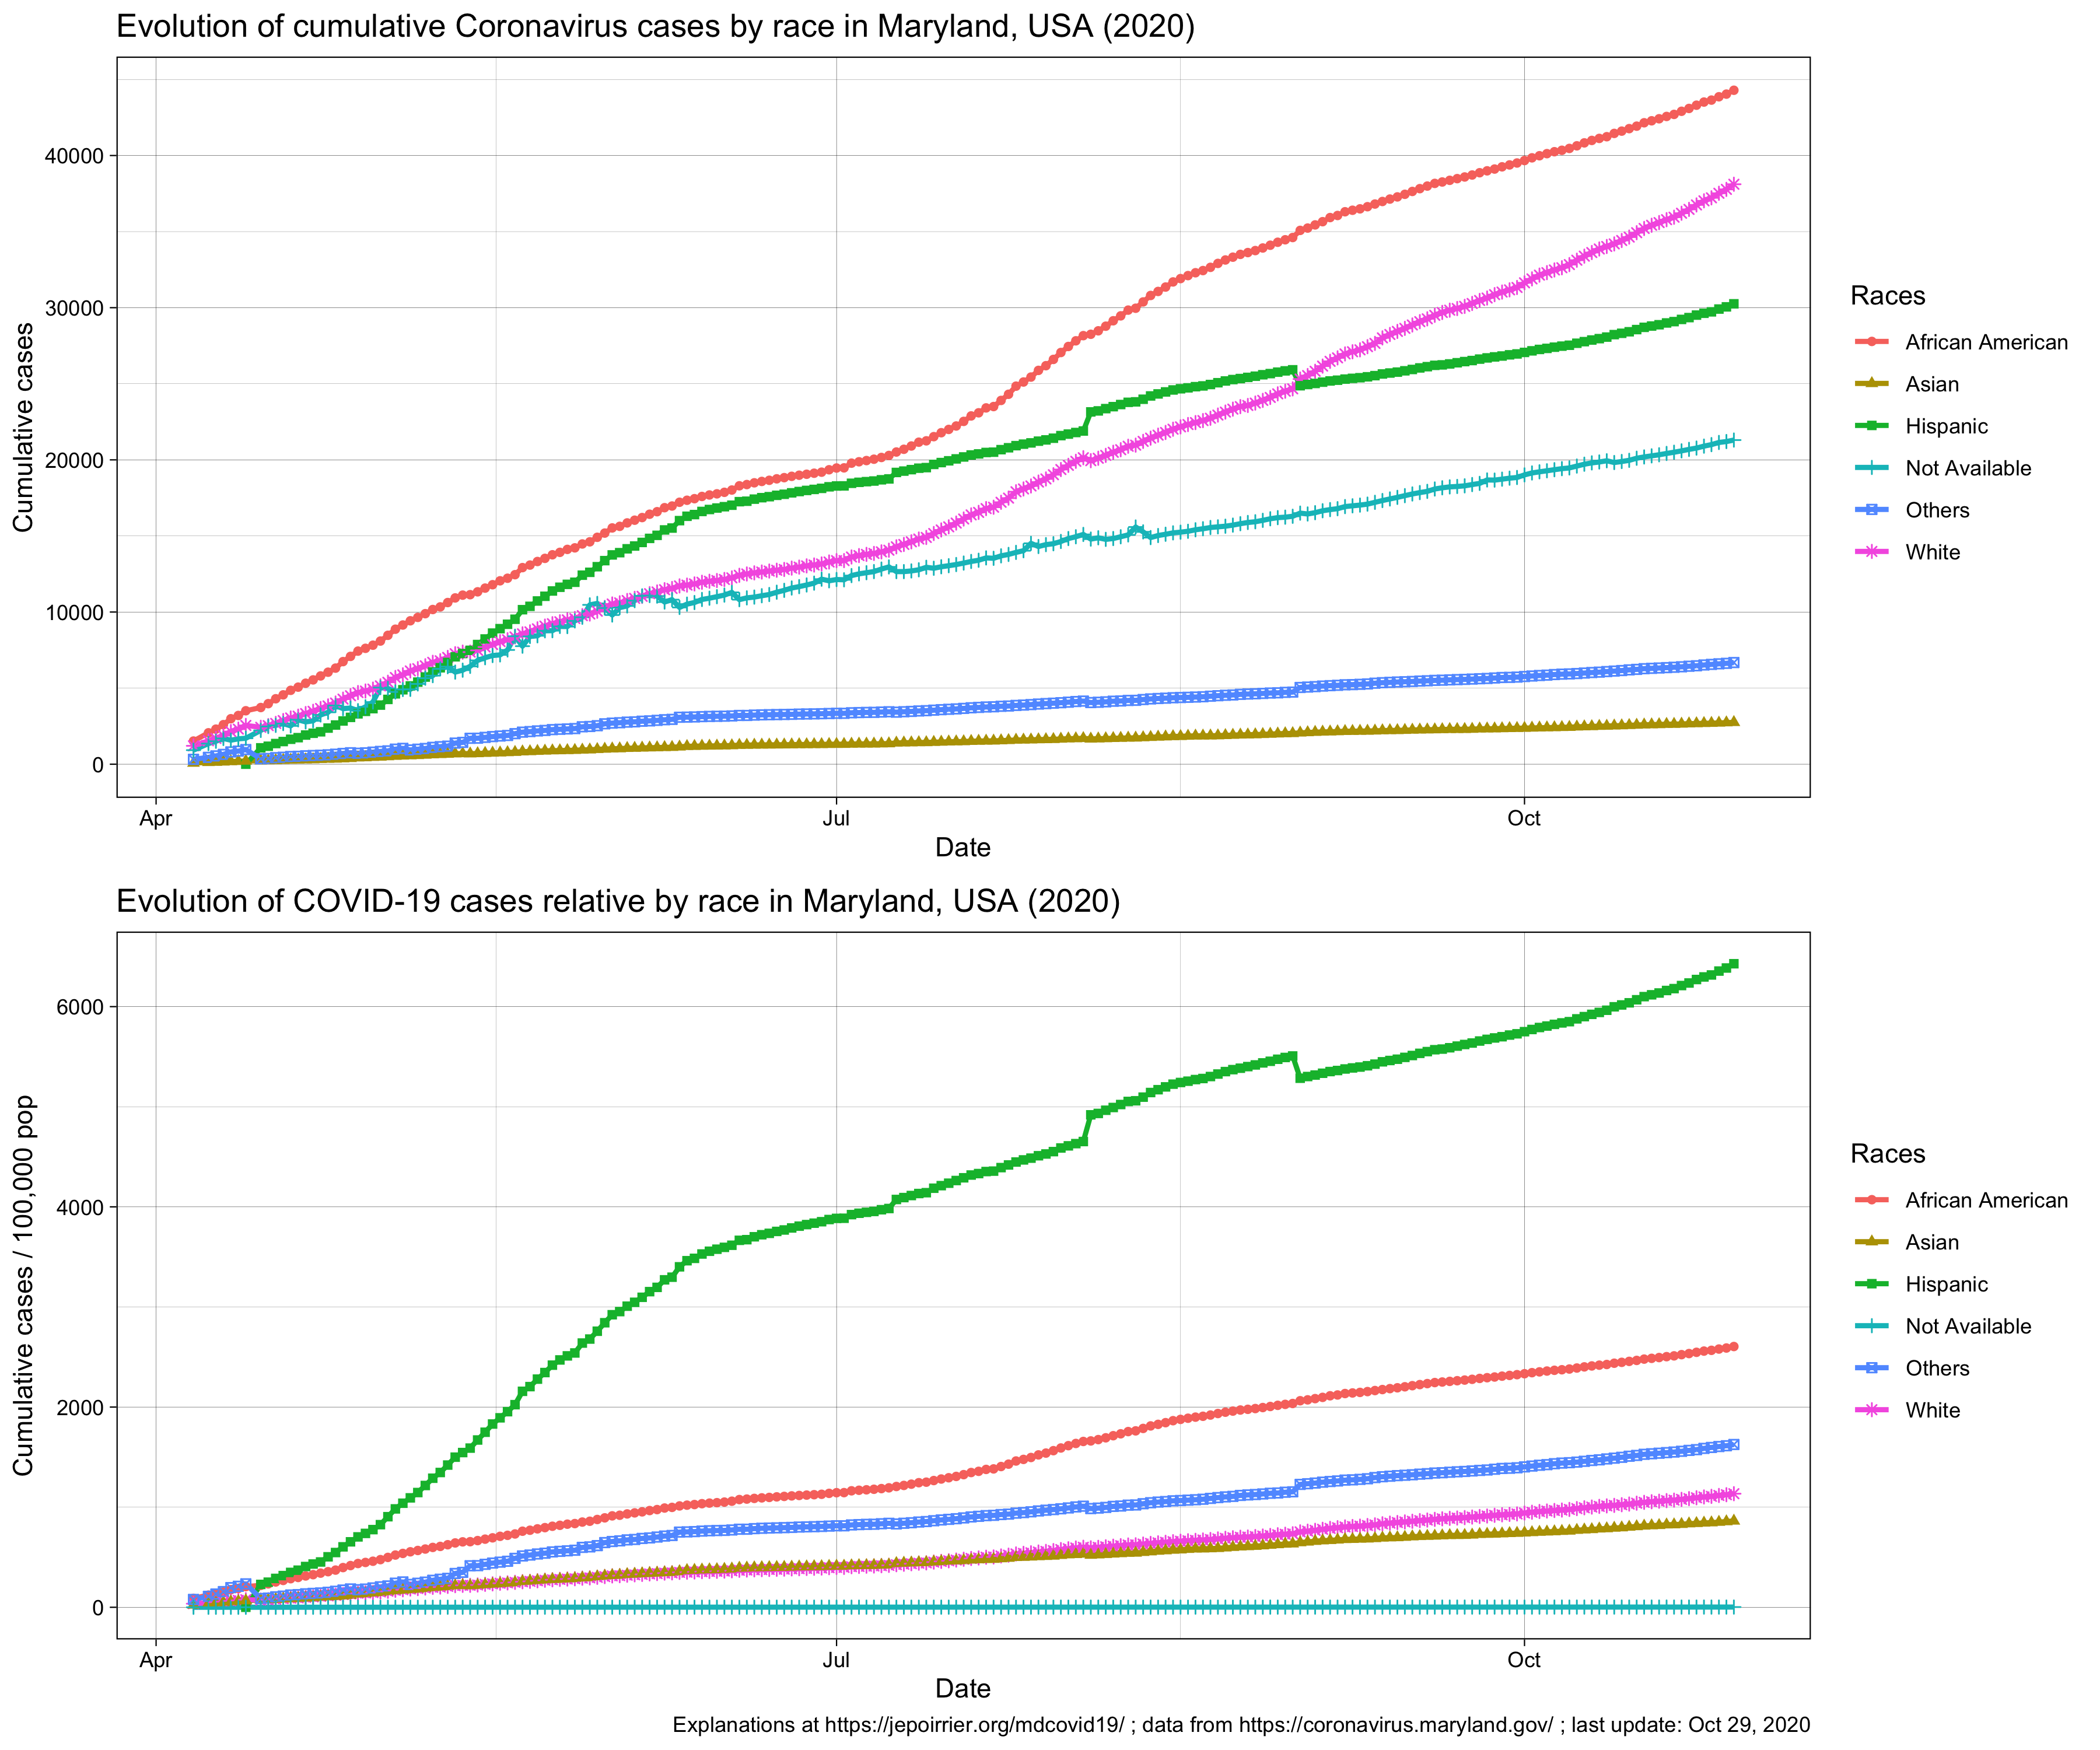 Evolution of cumulative Coronavirus cases by race in Maryland, USA (2020)
Cumulative cases
40000
30000
20000
10000
0
Apr
Jul
Oct
Date
Races
African American
Asian
Hispanic
Not Available
Others
White
Evolution of COVID-19 cases relative by race in Maryland, USA (2020)
Cumulative cases / 100,000 pop
6000
4000
2000
0
Apr
Jul
Oct
Date
Races
African American
Asian
Hispanic
Not Available
Others
White
Explanations at https://jepoirrier.org/mdcovid19/ ; data from https://coronavirus.maryland.gov/ ; last update: Oct 29, 2020